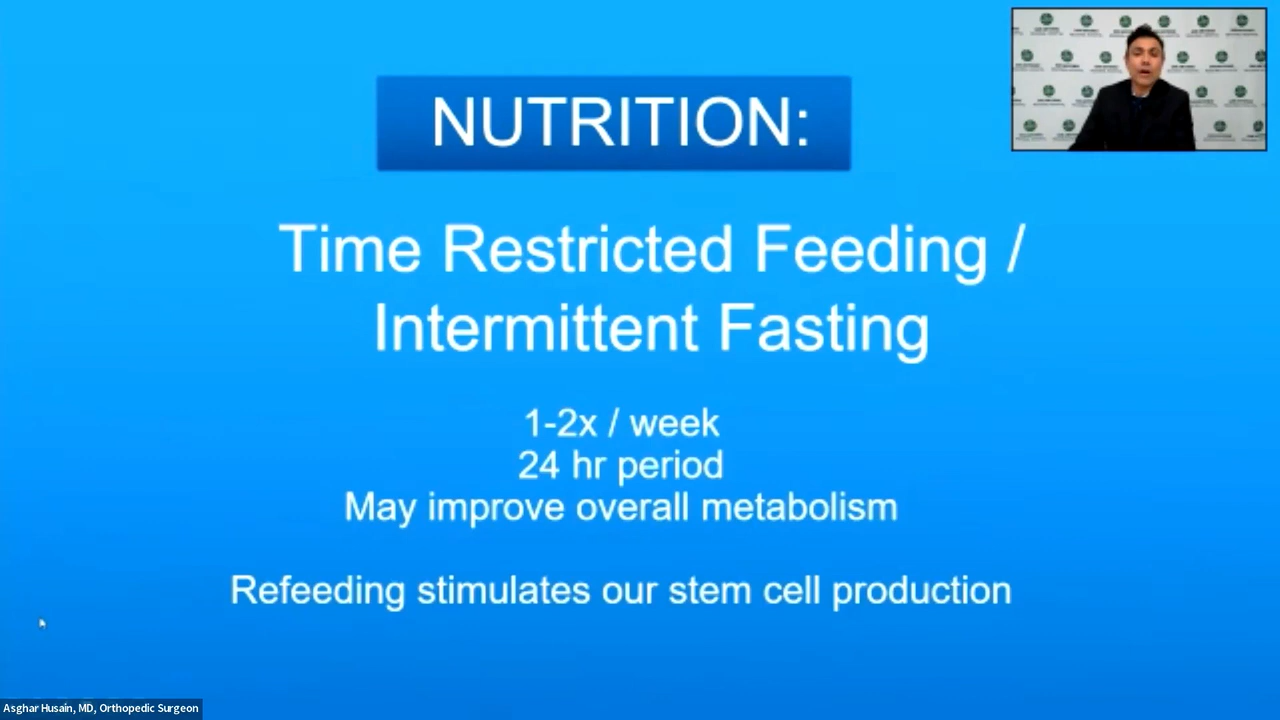 NUTRITION:
Time Restricted Feeding /
Intermittent Fasting
1-2x / week
24 hr period
May improve overall metabolism
Refeeding stimulates our stem cell production
Asghar Husain, MD, Orthopedic Surgeon